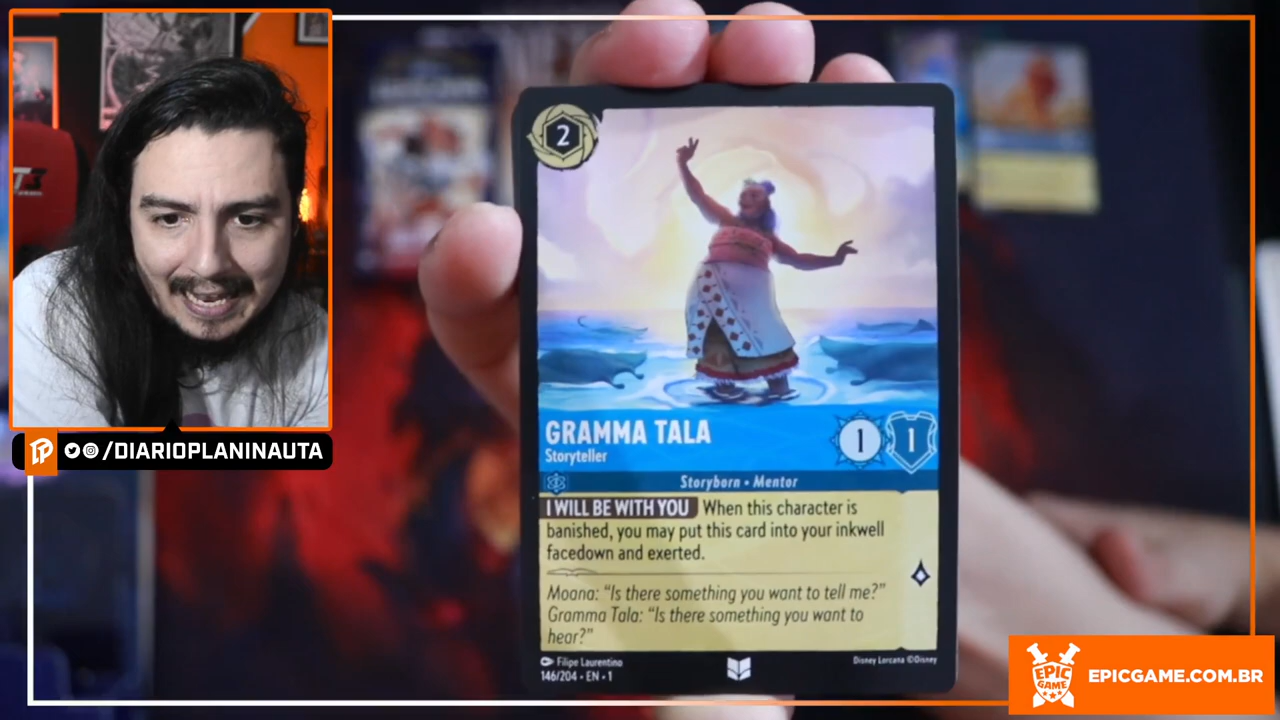 /DIARIOPLANINAUTA
2
GRAMMA TALA
Storyteller
1
1
Storyborn • Mentor
I WILL BE WITH YOU When this character is
banished, you may put this card into your inkwell
facedown and exerted.
Moana: “Is there something you want to tell me?”
Gramma Tala: “Is there something you want to
hear?”
Filipe Laurentino
146/204 • EN • 1
Disney Lorcana ©Disney
EPIC
GAME
EPICGAME.COM.BR